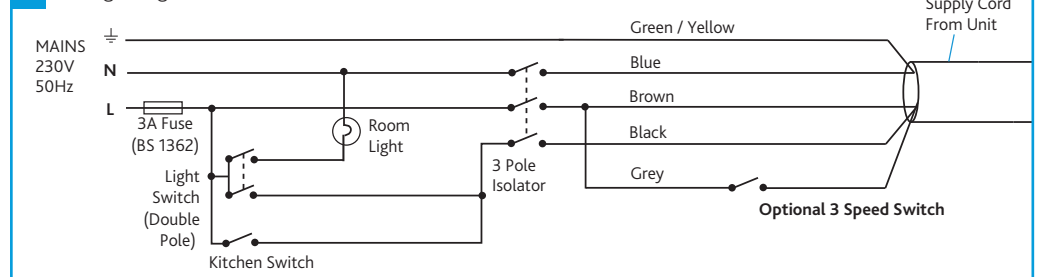 Supply Cord
From Unit
MAINS
230V
50Hz
N
L
Green / Yellow
Blue
Brown
Black
Grey
3A Fuse
(BS 1362)
Room
Light
Light
Switch
(Double
Pole)
3 Pole
Isolator
Optional 3 Speed Switch
Kitchen Switch